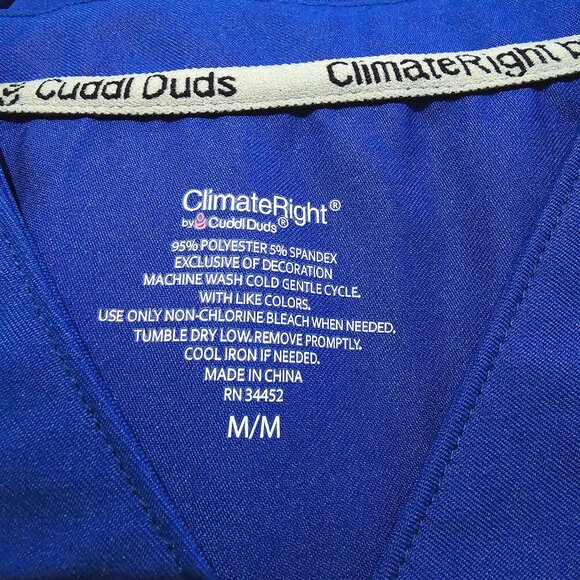 Cuddl Duds ClimateRight
ClimateRight®
by Cuddl Duds®
95% POLYESTER 5% SPANDEX
EXCLUSIVE OF DECORATION
MACHINE WASH COLD GENTLE CYCLE.
WITH LIKE COLORS.
USE ONLY NON-CHLORINE BLEACH WHEN NEEDED.
TUMBLE DRY LOW. REMOVE PROMPTLY.
COOL IRON IF NEEDED.
MADE IN CHINA
RN 34452
M/M